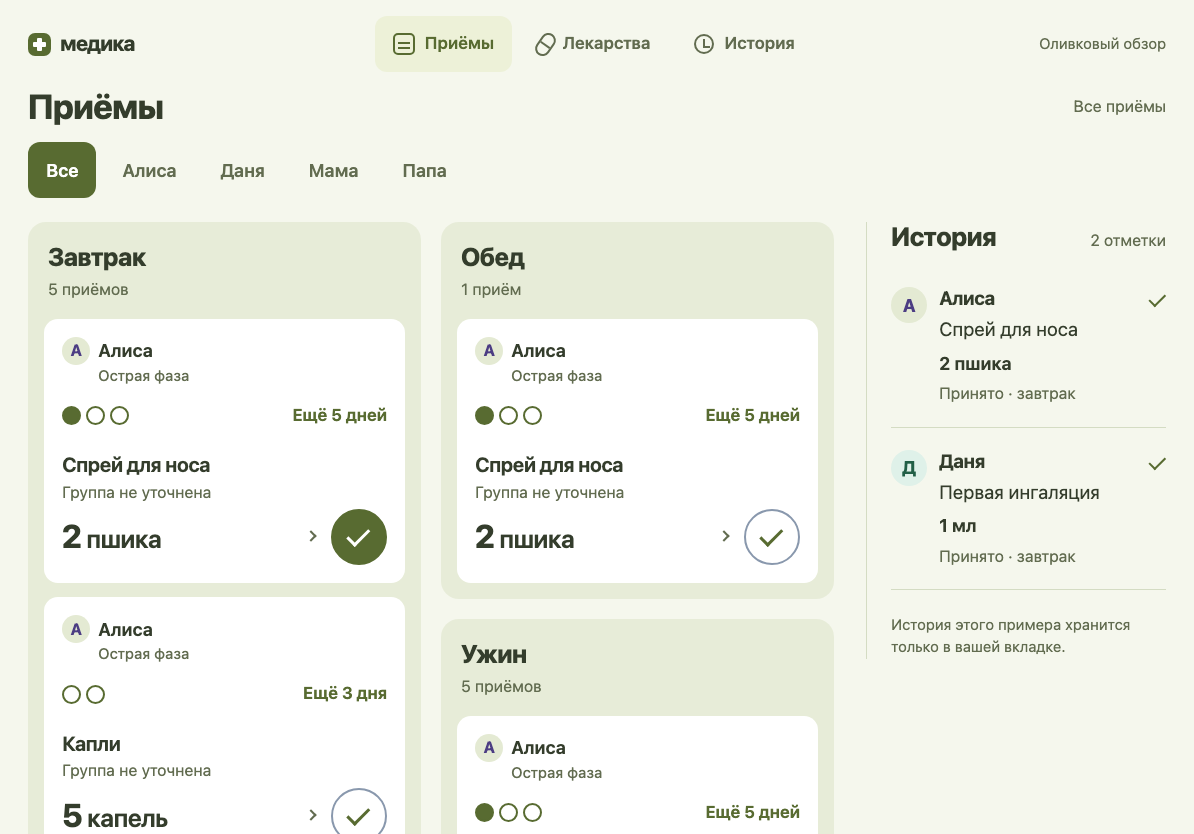 медика
Приёмы
Лекарства
История
Оливковый обзор
Приёмы
Все приёмы
Все
Алиса
Даня
Мама
Папа
Завтрак
5 приёмов
А
Алиса
Острая фаза
Ещё 5 дней
Спрей для носа
Группа не уточнена
2 пшика
А
Алиса
Острая фаза
Ещё 3 дня
Капли
Группа не уточнена
5 капель
Обед
1 приём
А
Алиса
Острая фаза
Ещё 5 дней
Спрей для носа
Группа не уточнена
2 пшика
Ужин
5 приёмов
А
Алиса
Острая фаза
Ещё 5 дней
История
2 отметки
А
Алиса
Спрей для носа
2 пшика
Принято · завтрак
Д
Даня
Первая ингаляция
1 мл
Принято · завтрак
История этого примера хранится
только в вашей вкладке.